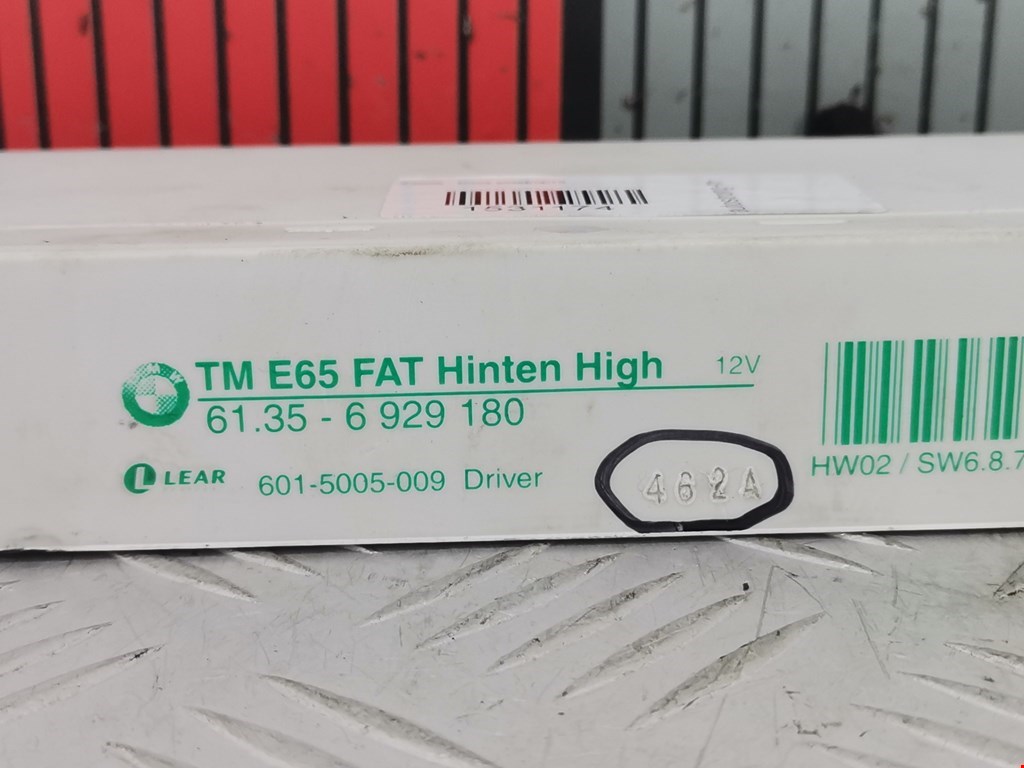 1531174
TM E65 FAT Hinten High 12V
61.35 - 6 929 180
LEAR 601-5005-009 Driver
462A
HW02 / SW6.8.7